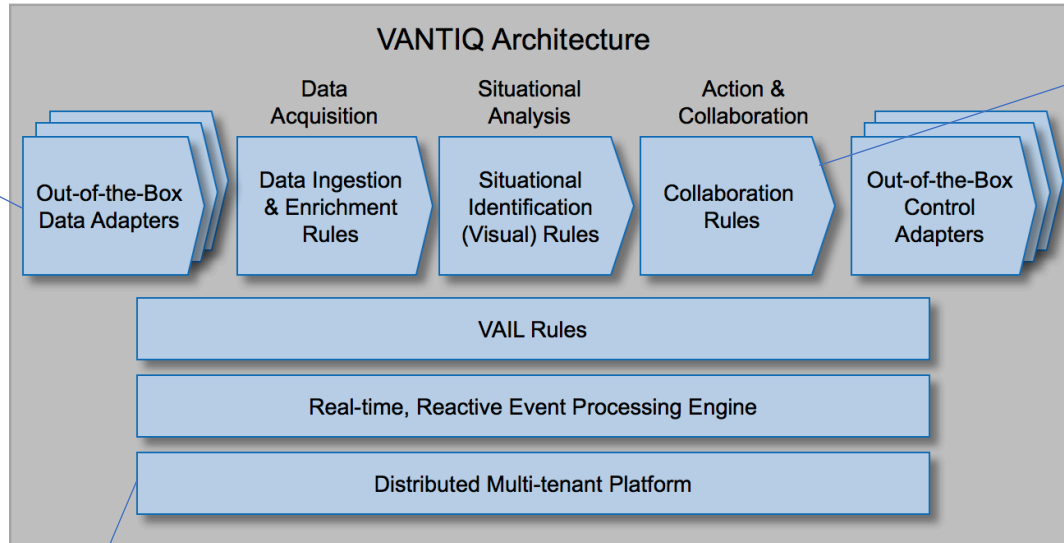 VANTIQ Architecture
Data
Acquisition
Situational
Analysis
Action &
Collaboration
Out-of-the-Box
Data Adapters
Data Ingestion
& Enrichment
Rules
Situational
Identification
(Visual) Rules
Collaboration
Rules
Out-of-the-Box
Control
Adapters
VAIL Rules
Real-time, Reactive Event Processing Engine
Distributed Multi-tenant Platform